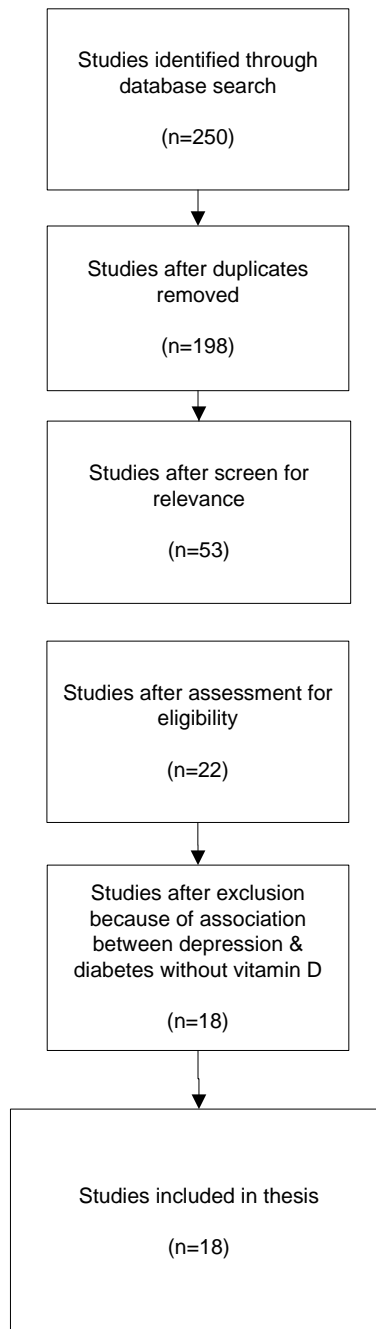 Studies identified through
database search
(n=250)
Studies after duplicates
removed
(n=198)
Studies after screen for
relevance
(n=53)
Studies after assessment for
eligibility
(n=22)
Studies after exclusion
because of association
between depression &
diabetes without vitamin D
(n=18)
Studies included in thesis
(n=18)